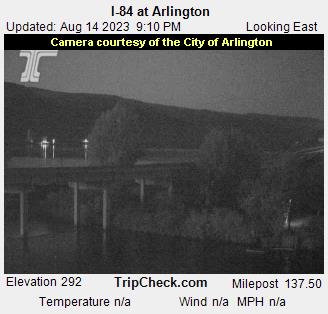 I-84 at Arlington
Updated: Aug 14 2023 9:10 PM Looking East
Camera courtesy of the City of Arlington
Elevation 292 TripCheck.com Milepost 137.50
Temperature n/a Wind n/a MPH n/a